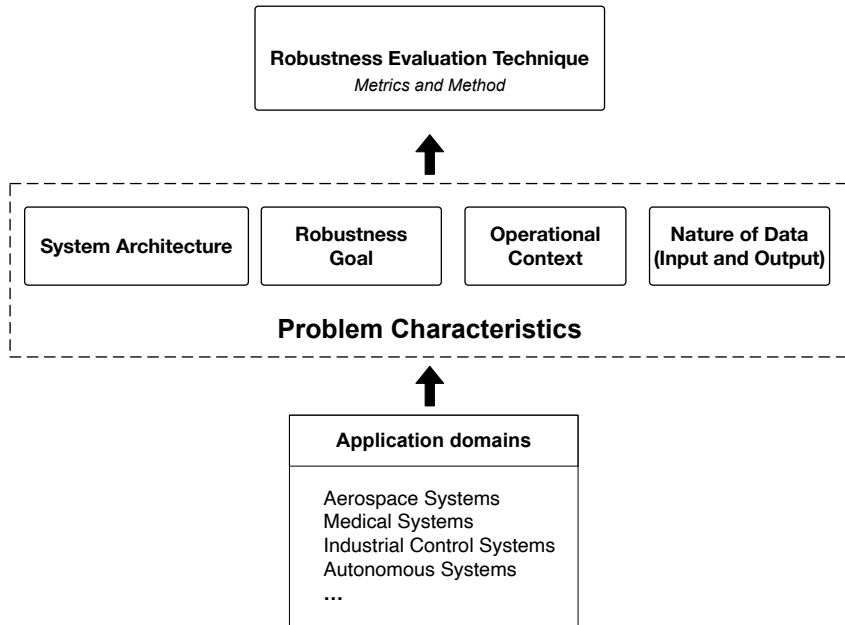 Robustness Evaluation Technique
Metrics and Method
System Architecture
Robustness
Goal
Operational
Context
Nature of Data
(Input and Output)
Problem Characteristics
Application domains
Aerospace Systems
Medical Systems
Industrial Control Systems
Autonomous Systems
...